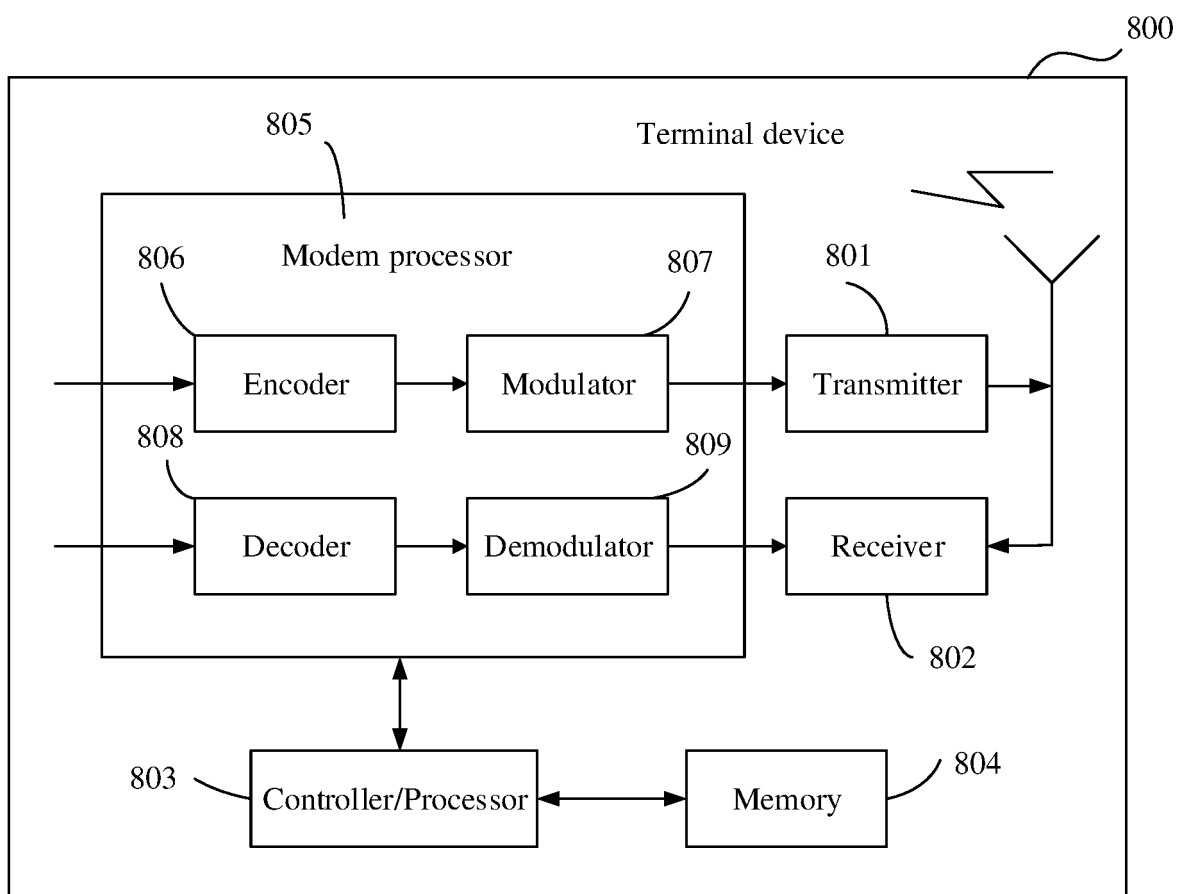 800
Terminal device
805
Modem processor
806
807
801
Encoder
Modulator
Transmitter
808
809
Decoder
Demodulator
Receiver
802
803
Controller/Processor
Memory
804